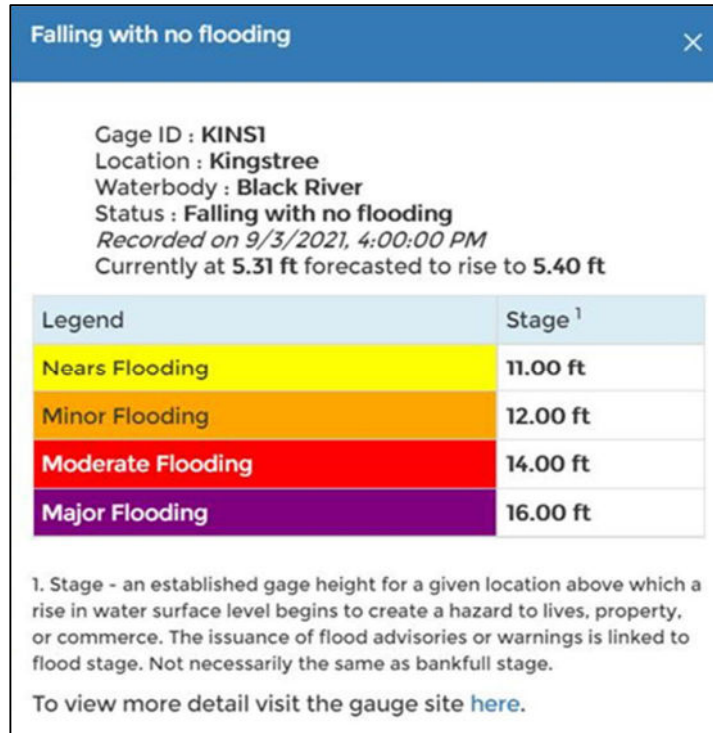 Falling with no flooding ×
Gage ID : KINS1
Location : Kingstree
Waterbody : Black River
Status : Falling with no flooding
Recorded on 9/3/2021, 4:00:00 PM
Currently at 5.31 ft forecasted to rise to 5.40 ft
Legend Stage 1
Nears Flooding 11.00 ft
Minor Flooding 12.00 ft
Moderate Flooding 14.00 ft
Major Flooding 16.00 ft
1. Stage - an established gage height for a given location above which a
rise in water surface level begins to create a hazard to lives, property,
or commerce. The issuance of flood advisories or warnings is linked to
flood stage. Not necessarily the same as bankfull stage.
To view more detail visit the gauge site here.